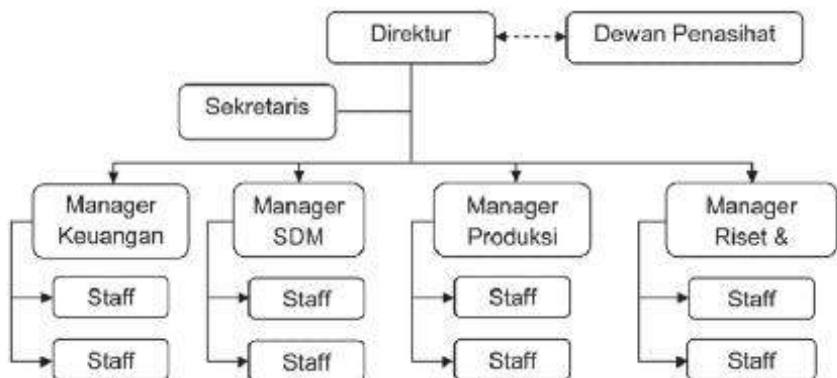 Direktur
Dewan Penasihat
Sekretaris
Manager
Keuangan
Manager
SDM
Manager
Produksi
Manager
Riset &
Staff
Staff
Staff
Staff
Staff
Staff
Staff
Staff